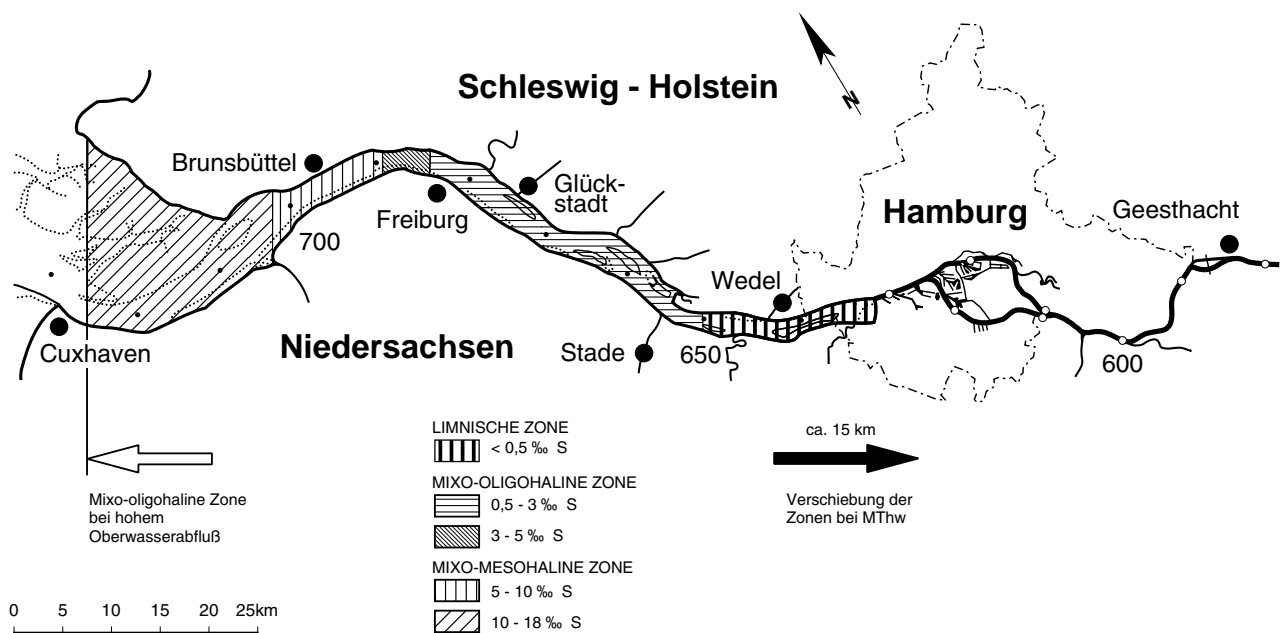 Schleswig - Holstein
N
Brunsbüttel
Glück-
stadt
Freiburg
Hamburg
Geesthacht
700
Wedel
Cuxhaven
Niedersachsen
Stade
650
600
LIMNISCHE ZONE
< 0,5 ‰ S
MIXO-OLIGOHALINE ZONE
0,5 - 3 ‰ S
3 - 5 ‰ S
MIXO-MESOHALINE ZONE
5 - 10 ‰ S
10 - 18 ‰ S
ca. 15 km
Verschiebung der
Zonen bei MThw
Mixo-oligohaline Zone
bei hohem
Oberwasserabfluß
0 5 10 15 20 25km